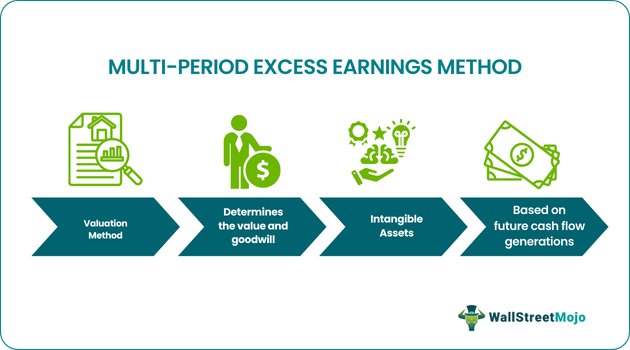 MULTI-PERIOD EXCESS EARNINGS METHOD
Valuation
Method
Determines
the value and
goodwill
Intangible
Assets
Based on
future cash flow
generations
WallStreetMojo